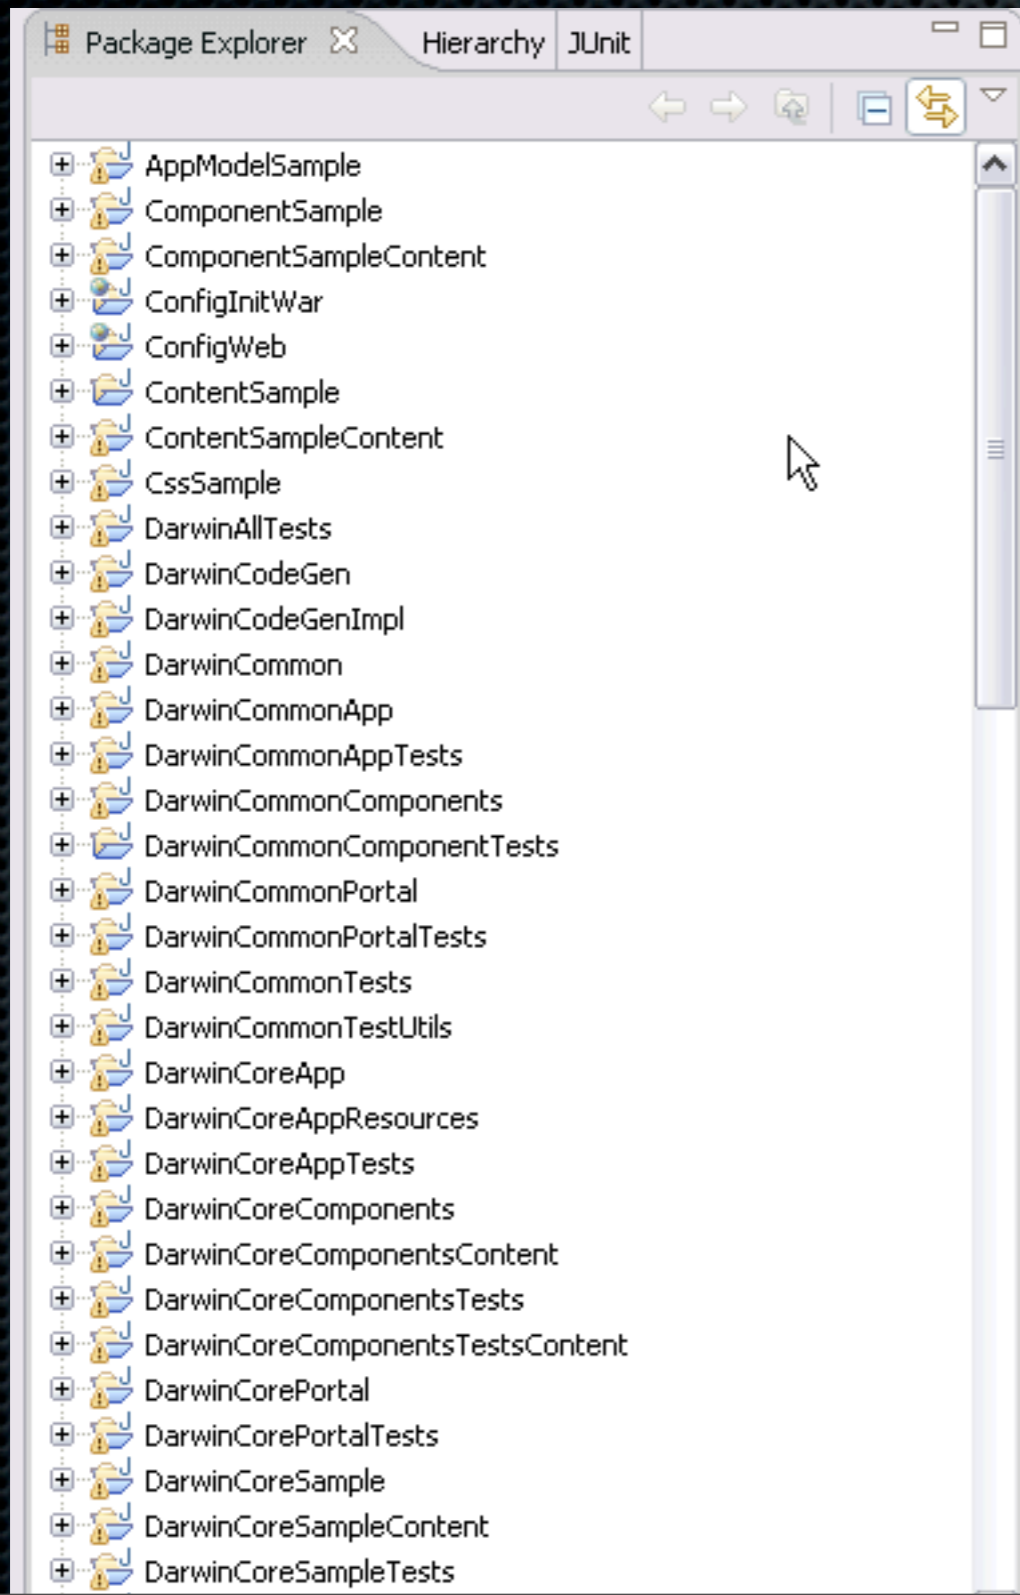 Package Explorer Hierarchy JUnit
AppModelSample
ComponentSample
ComponentSampleContent
ConfigInitWar
ConfigWeb
ContentSample
ContentSampleContent
CssSample
DarwinAllTests
DarwinCodeGen
DarwinCodeGenImpl
DarwinCommon
DarwinCommonApp
DarwinCommonAppTests
DarwinCommonComponents
DarwinCommonComponentTests
DarwinCommonPortal
DarwinCommonPortalTests
DarwinCommonTests
DarwinCommonTestUtils
DarwinCoreApp
DarwinCoreAppResources
DarwinCoreAppTests
DarwinCoreComponents
DarwinCoreComponentsContent
DarwinCoreComponentsTests
DarwinCoreComponentsTestsContent
DarwinCorePortal
DarwinCorePortalTests
DarwinCoreSample
DarwinCoreSampleContent
DarwinCoreSampleTests